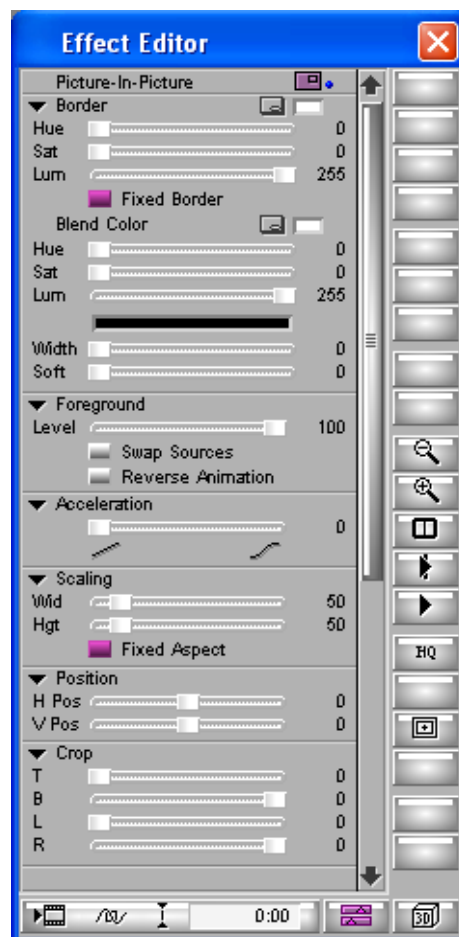 Effect Editor
Picture-In-Picture
Border
Hue 0
Sat 0
Lum 255
Fixed Border
Blend Color
Hue 0
Sat 0
Lum 255
Width 0
Soft 0
Foreground
Level 100
Swap Sources
Reverse Animation
Acceleration
0
Scaling
Wid 50
Hgt 50
Fixed Aspect
HQ
Position
H Pos 0
V Pos 0
Crop
T 0
B 0
L 0
R 0
0:00
3D